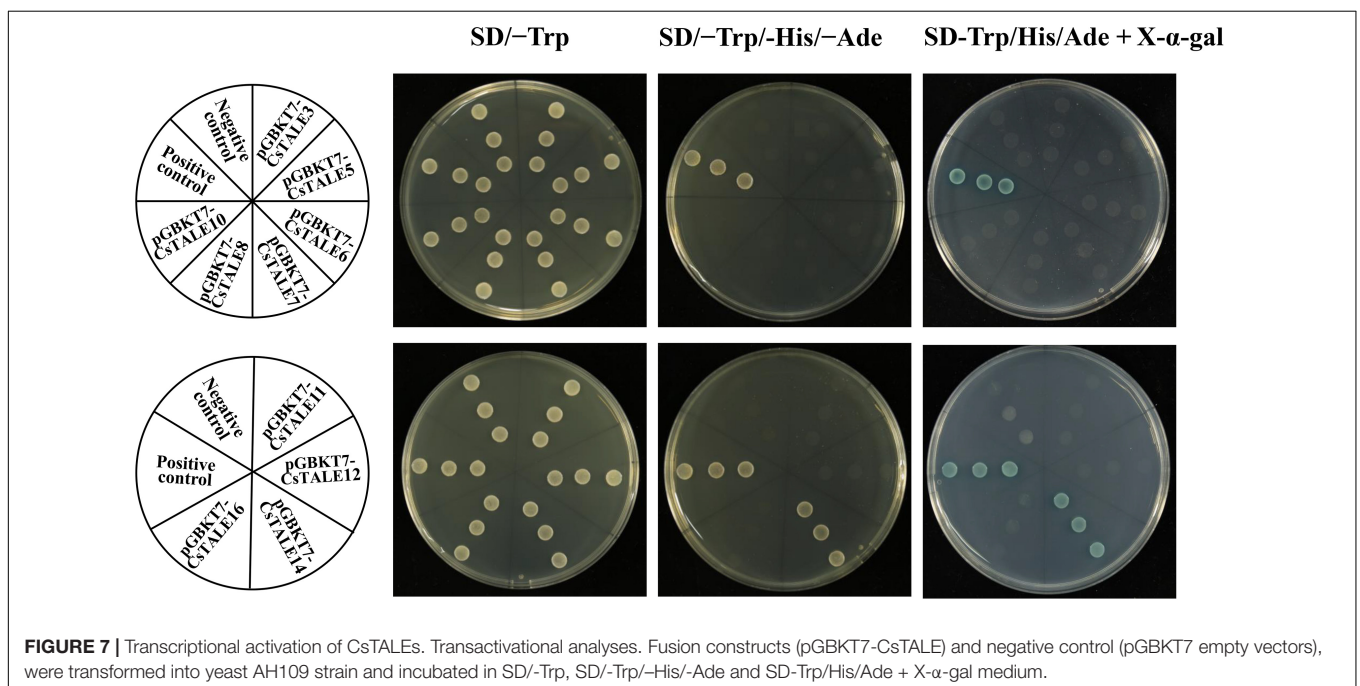 SD/−Trp
SD/−Trp/-His/−Ade
SD-Trp/His/Ade + X-α-gal
Negative
control
pGBKT7-
CsTALE3
Positive
control
pGBKT7-
CsTALE5
pGBKT7-
CsTALE10
pGBKT7-
CsTALE6
pGBKT7-
CsTALE8
pGBKT7-
CsTALE7
Negative
control
pGBKT7-
CsTALE11
Positive
control
pGBKT7-
CsTALE12
pGBKT7-
CsTALE16
pGBKT7-
CsTALE14
FIGURE 7 | Transcriptional activation of CsTALEs. Transactivational analyses. Fusion constructs (pGBKT7-CsTALE) and negative control (pGBKT7 empty vectors),
were transformed into yeast AH109 strain and incubated in SD/-Trp, SD/-Trp/–His/-Ade and SD-Trp/His/Ade + X-α-gal medium.